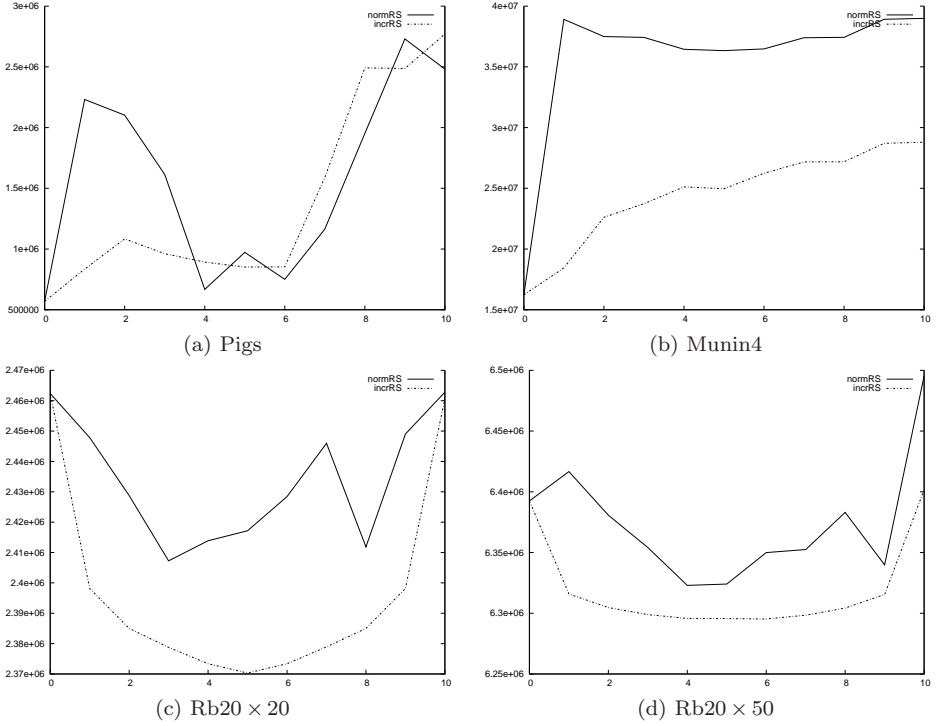 3e+06
2.5e+06
2e+06
1.5e+06
1e+06
500000
0 2 4 6 8 10
normRS
incrRS
(a) Pigs
4e+07
3.5e+07
3e+07
2.5e+07
2e+07
1.5e+07
0 2 4 6 8 10
normRS
incrRS
(b) Munin4
2.47e+06
2.46e+06
2.45e+06
2.44e+06
2.43e+06
2.42e+06
2.41e+06
2.4e+06
2.39e+06
2.38e+06
2.37e+06
0 2 4 6 8 10
normRS
incrRS
(c) Rb20 × 20
6.5e+06
6.45e+06
6.4e+06
6.35e+06
6.3e+06
6.25e+06
0 2 4 6 8 10
normRS
incrRS
(d) Rb20 × 50